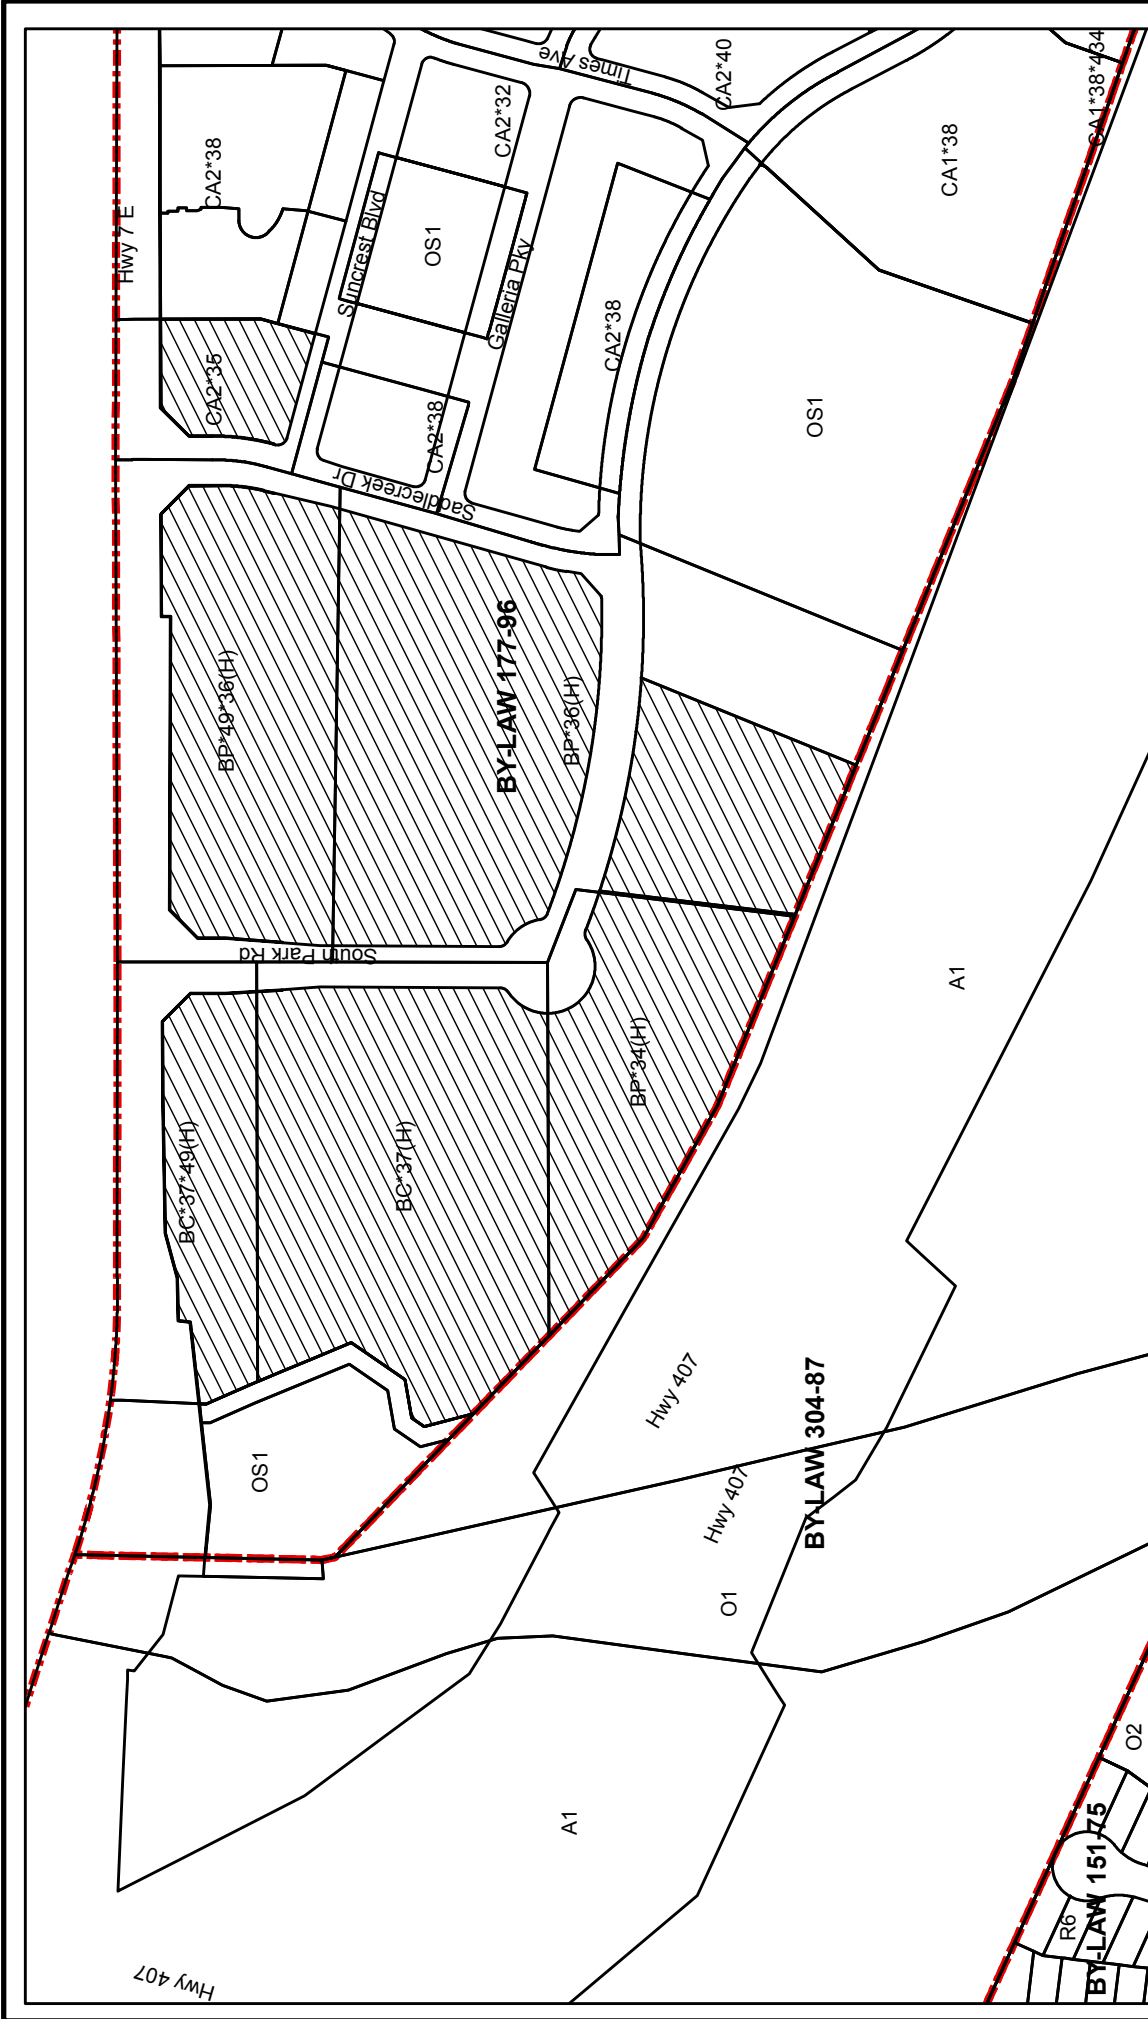 Hwy 407
A1
R6
BY-LAW 151-75
O2
O1
BY-LAW 304-87
Hwy 407
Hwy 407
OS1
BC*37*49(H)
BC*37(H)
BP*34(H)
A1
South Park Rd
BP*49*36(H)
BY-LAW 177-96
BP*36(H)
Saddlecreek Dr
CA2*35
CA2*38
OS1
CA2*38
Galleria Pky
Suncrest Blvd
OS1
Hwy 7 E
CA2*38
CA2*32
Times Ave
CA2*40
CA1*38
CA1*38*434